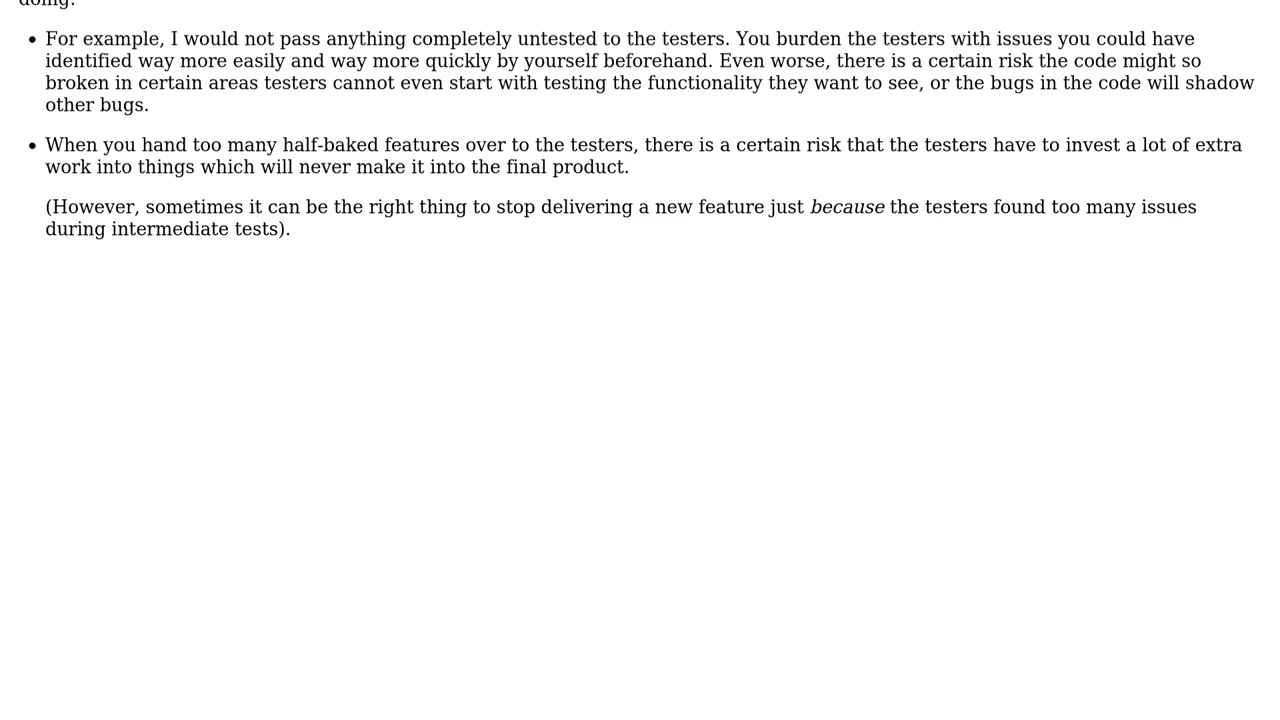 doing.
• For example, I would not pass anything completely untested to the testers. You burden the testers with issues you could have
identified way more easily and way more quickly by yourself beforehand. Even worse, there is a certain risk the code might so
broken in certain areas testers cannot even start with testing the functionality they want to see, or the bugs in the code will shadow
other bugs.
• When you hand too many half-baked features over to the testers, there is a certain risk that the testers have to invest a lot of extra
work into things which will never make it into the final product.
(However, sometimes it can be the right thing to stop delivering a new feature just because the testers found too many issues
during intermediate tests).